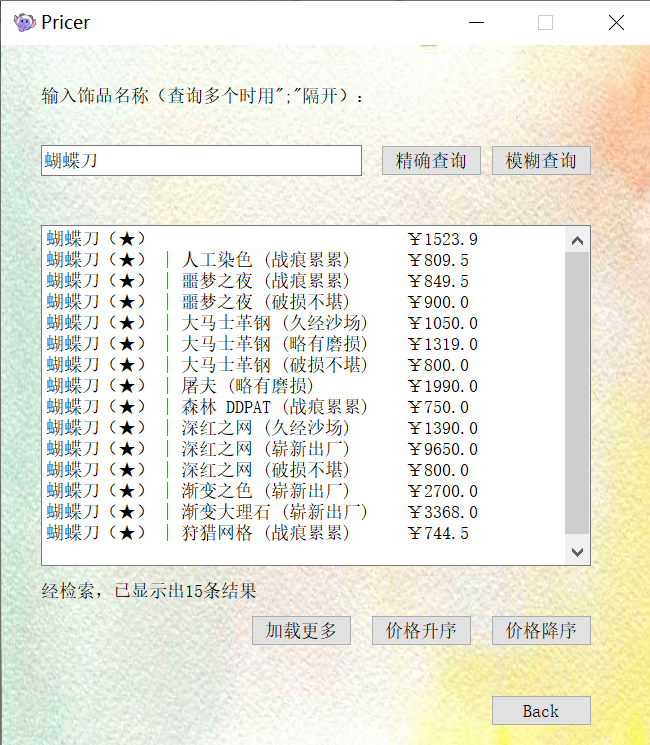 Pricer
输入饰品名称（查询多个时用";"隔开）：
蝴蝶刀
精确查询
模糊查询
蝴蝶刀（★） ￥1523.9
蝴蝶刀（★） | 人工染色 (战痕累累) ￥809.5
蝴蝶刀（★） | 噩梦之夜 (战痕累累) ￥849.5
蝴蝶刀（★） | 噩梦之夜 (破损不堪) ￥900.0
蝴蝶刀（★） | 大马士革钢 (久经沙场) ￥1050.0
蝴蝶刀（★） | 大马士革钢 (略有磨损) ￥1319.0
蝴蝶刀（★） | 大马士革钢 (破损不堪) ￥800.0
蝴蝶刀（★） | 屠夫 (略有磨损) ￥1990.0
蝴蝶刀（★） | 森林 DDPAT (战痕累累) ￥750.0
蝴蝶刀（★） | 深红之网 (久经沙场) ￥1390.0
蝴蝶刀（★） | 深红之网 (崭新出厂) ￥9650.0
蝴蝶刀（★） | 深红之网 (破损不堪) ￥800.0
蝴蝶刀（★） | 渐变之色 (崭新出厂) ￥2700.0
蝴蝶刀（★） | 渐变大理石 (崭新出厂) ￥3368.0
蝴蝶刀（★） | 狩猎网格 (战痕累累) ￥744.5
经检索，已显示出15条结果
加载更多
价格升序
价格降序
Back